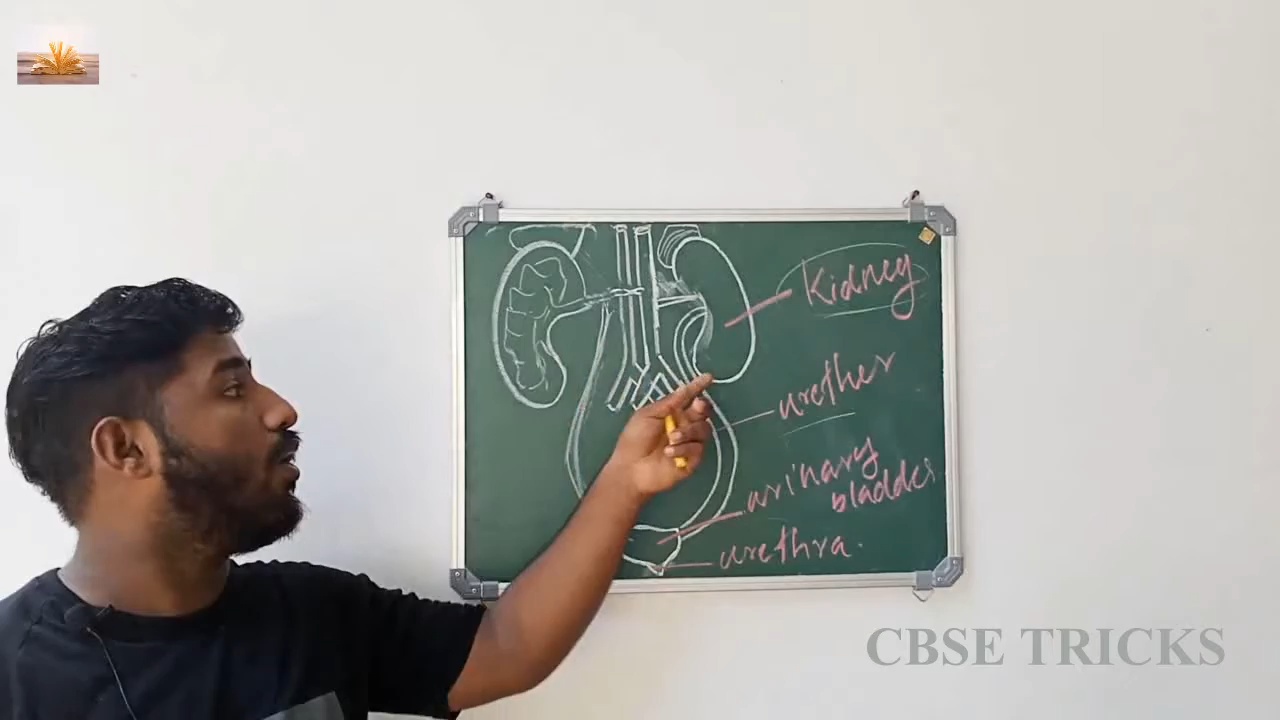 Kidney
urether
urinary
bladder
urethra.
CBSE TRICKS